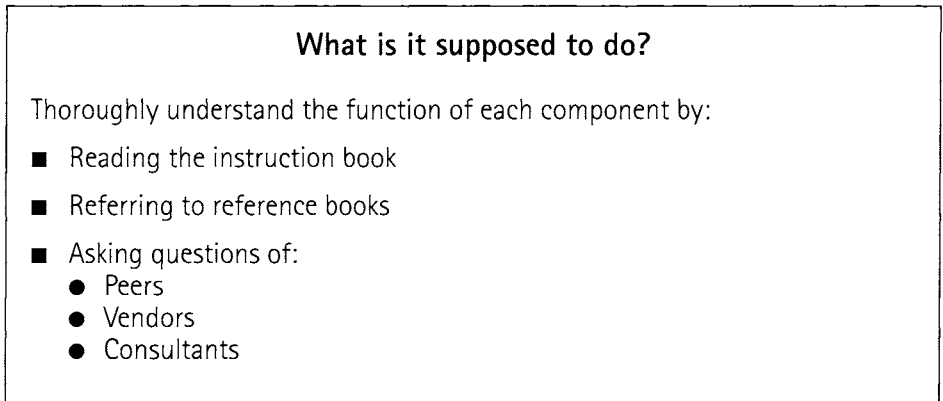 What is it supposed to do?
Thoroughly understand the function of each component by:
■ Reading the instruction book
■ Referring to reference books
■ Asking questions of:
● Peers
● Vendors
● Consultants